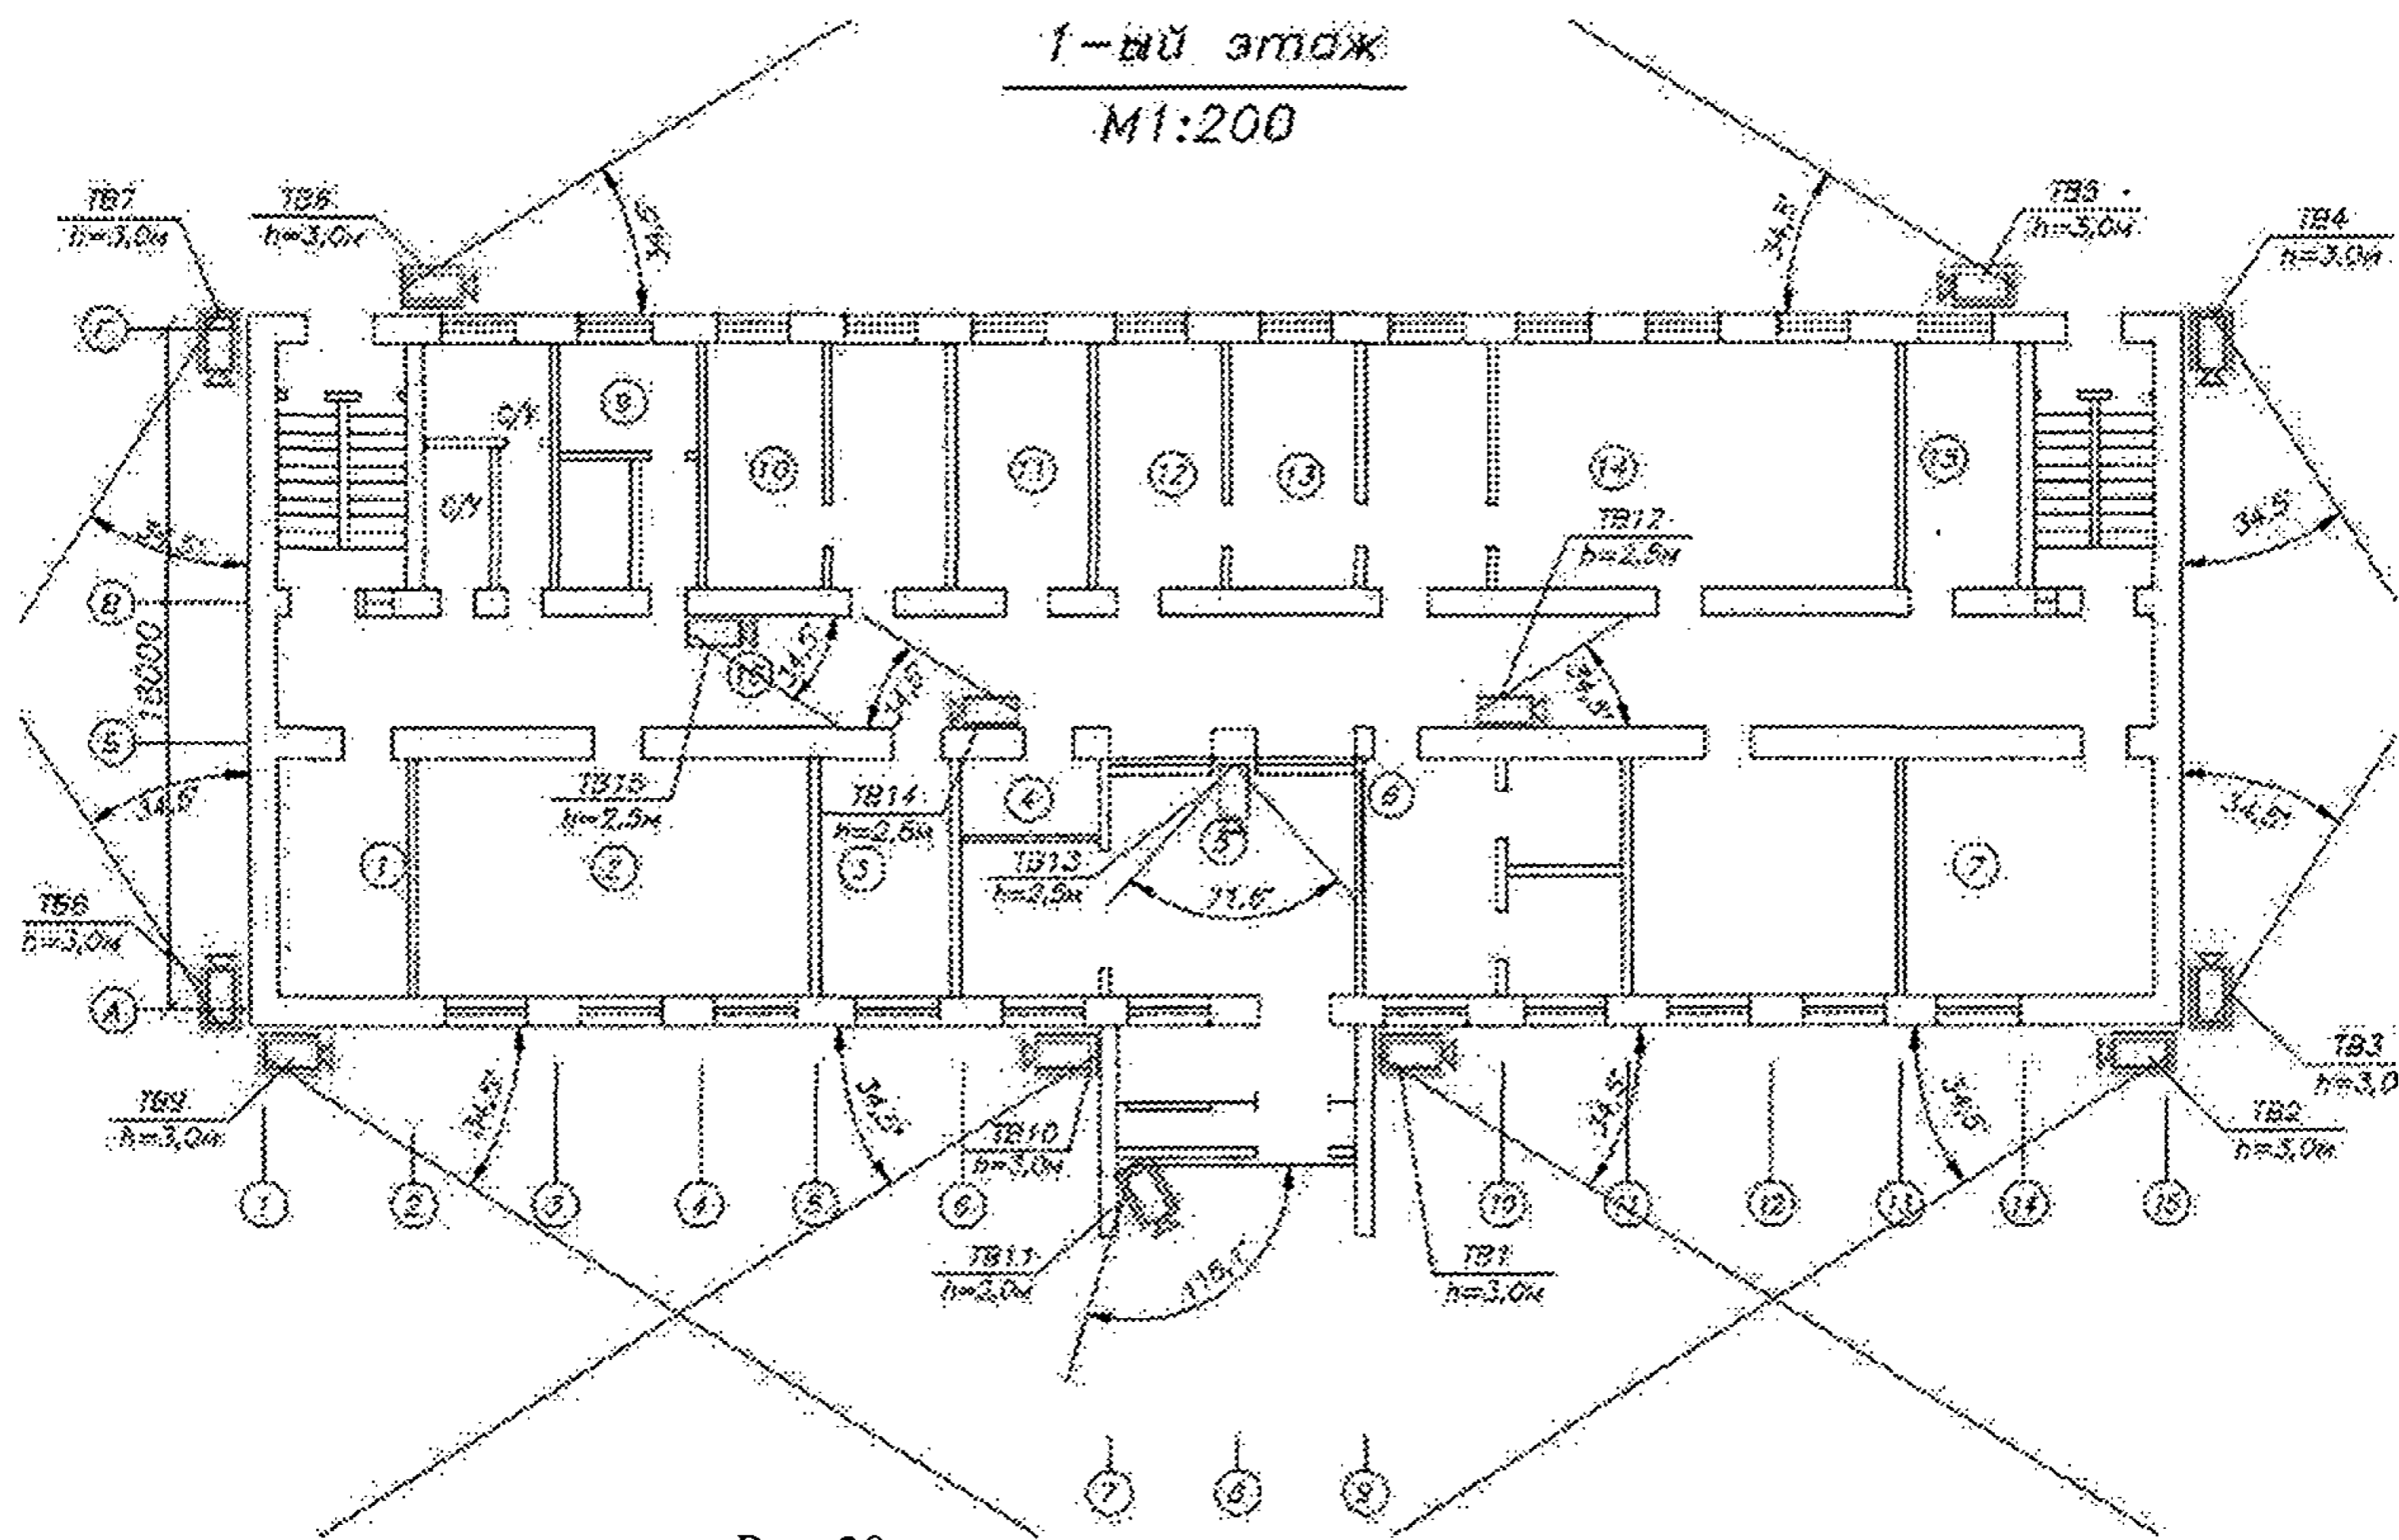 1-ый этаж
М1:200
ТВ7
h=3,0м
ТВ6
h=3,0м
ТВ5
h=3,0м
ТВ4
h=3,0м
34,5°
Г
9
с/у
10
11
12
13
14
15
с/у
ТВ12
h=2,5м
34,5°
В
18000
34,5°
16
34,5°
34,5°
Б
ТВ15
h=2,5м
ТВ14
h=2,5м
4
6
34,5°
34,5°
ТВ13
h=2,5м
5
1
2
3
7
71,6°
h=3,0м
А
ТВ9
h=3,0м
34,5°
34,5°
ТВ10
h=3,0м
34,5°
34,5°
ТВ3
h=3,0
ТВ2
h=3,0м
1
2
3
4
5
6
10
11
12
13
14
15
ТВ11
h=3,0м
ТВ1
h=3,0м
7
8
9